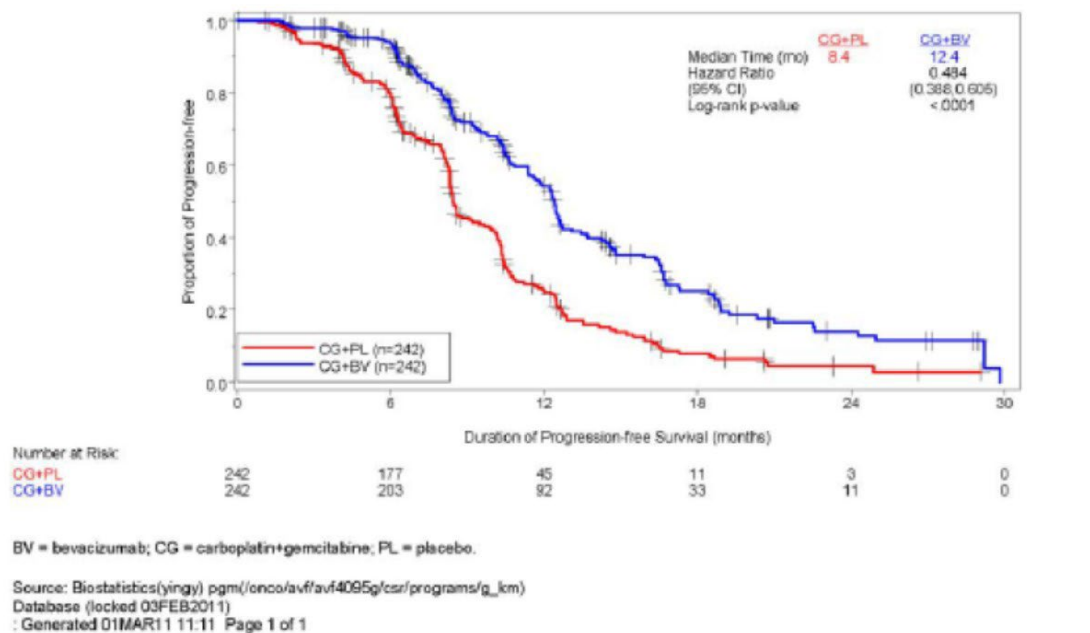 CG+PL CG+BV
Median Time (mo) 8.4 12.4
Hazard Ratio 0.484
(95% CI) (0.388,0.605)
Log-rank p-value <.0001
Proportion of Progression-free
1.0
0.8
0.6
0.4
0.2
0.0
CG+PL (n=242)
CG+BV (n=242)
0 6 12 18 24 30
Duration of Progression-free Survival (months)
Number at Risk:
CG+PL 242 177 45 11 3 0
CG+BV 242 203 92 33 11 0
BV = bevacizumab; CG = carboplatin+gemcitabine; PL = placebo.
Source: Biostatistics(yingy) pgm(/onco/avf/avf4095g/csr/programs/g_km)
Database (locked 03FEB2011)
: Generated 01MAR11 11:11 Page 1 of 1